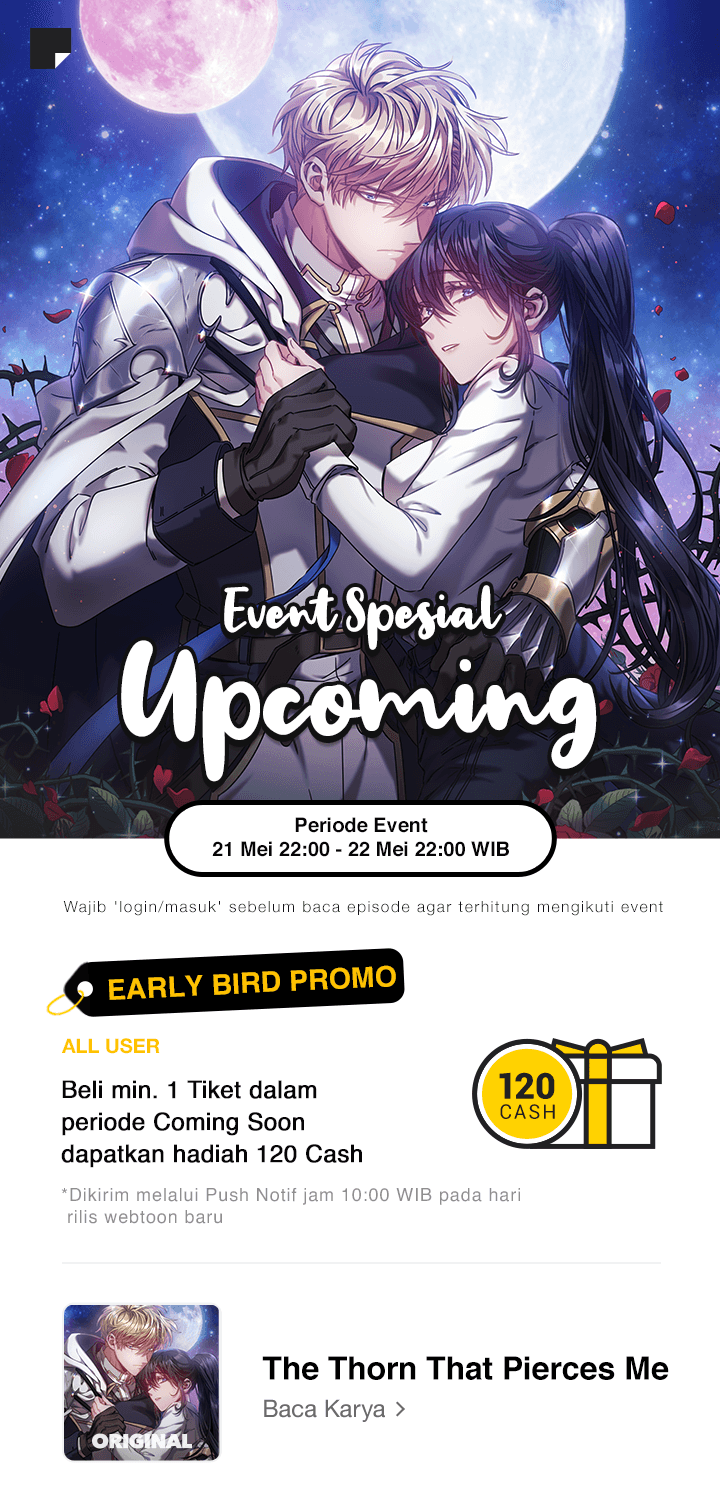 Event Spesial
Upcoming
Periode Event
21 Mei 22:00 - 22 Mei 22:00 WIB
Wajib 'login/masuk' sebelum baca episode agar terhitung mengikuti event
EARLY BIRD PROMO
ALL USER
Beli min. 1 Tiket dalam
periode Coming Soon
dapatkan hadiah 120 Cash
120
CASH
*Dikirim melalui Push Notif jam 10:00 WIB pada hari
rilis webtoon baru
ORIGINAL
The Thorn That Pierces Me
Baca Karya >